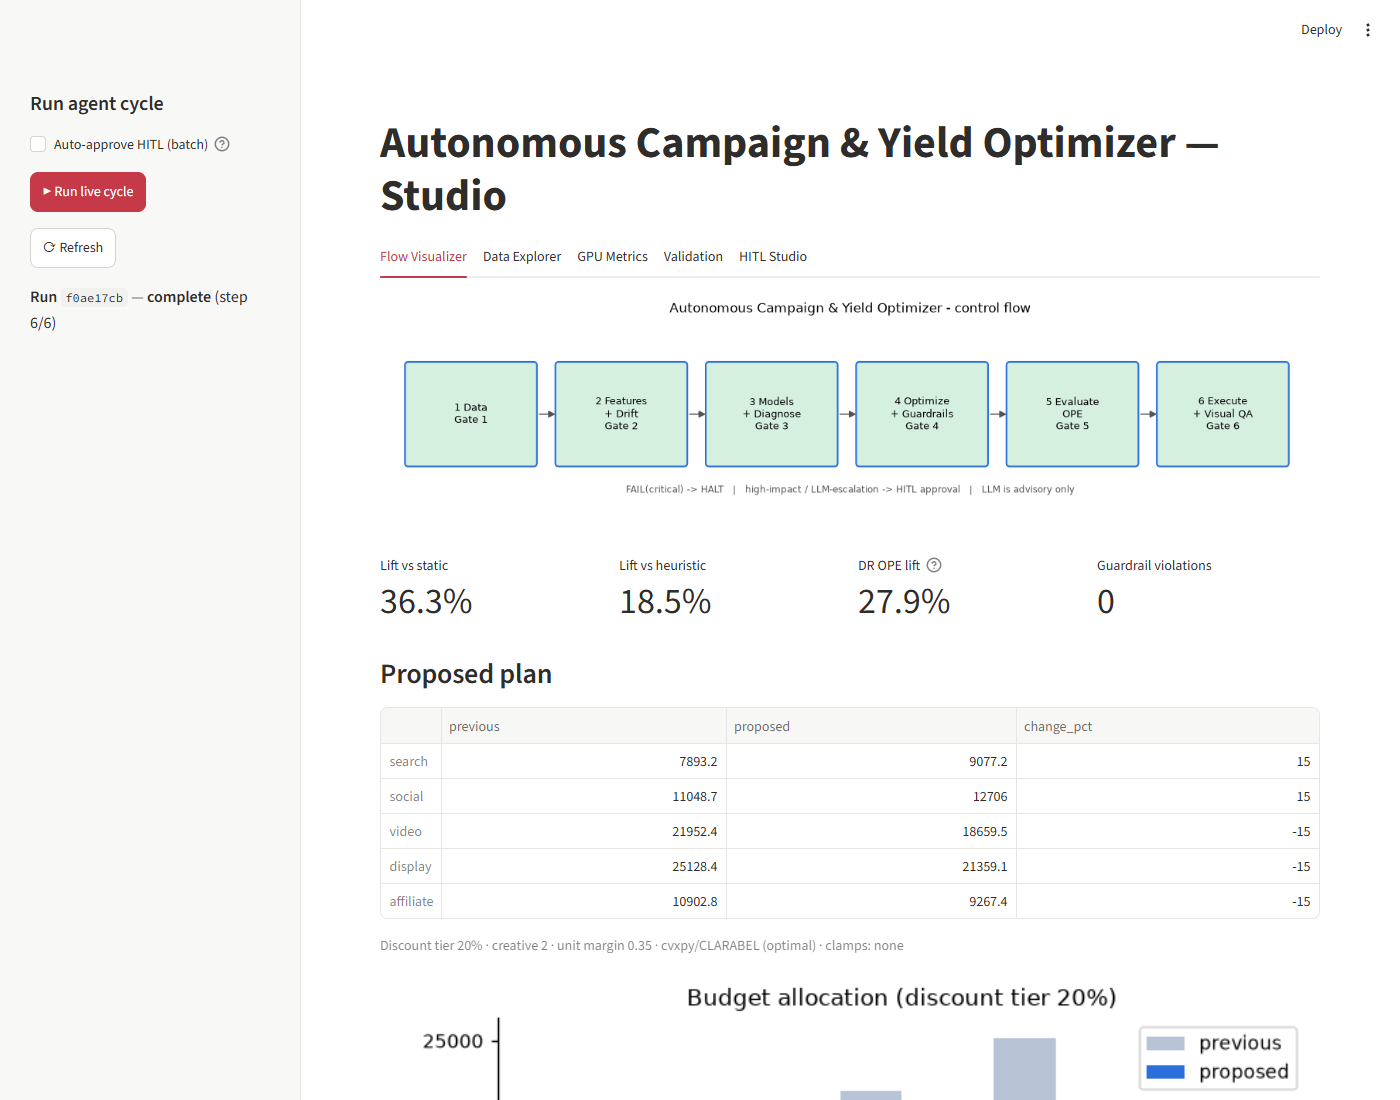 Deploy
Run agent cycle
Auto-approve HITL (batch)
Run live cycle
Refresh
Run f0ae17cb — complete (step
6/6)
Autonomous Campaign & Yield Optimizer —
Studio
Flow Visualizer Data Explorer GPU Metrics Validation HITL Studio
Autonomous Campaign & Yield Optimizer - control flow
1 Data
Gate 1
2 Features
+ Drift
Gate 2
3 Models
+ Diagnose
Gate 3
4 Optimize
+ Guardrails
Gate 4
5 Evaluate
OPE
Gate 5
6 Execute
+ Visual QA
Gate 6
FAIL(critical) -> HALT | high-impact / LLM-escalation -> HITL approval | LLM is advisory only
Lift vs static
36.3%
Lift vs heuristic
18.5%
DR OPE lift
27.9%
Guardrail violations
0
Proposed plan
previous proposed change_pct
search 7893.2 9077.2 15
social 11048.7 12706 15
video 21952.4 18659.5 -15
display 25128.4 21359.1 -15
affiliate 10902.8 9267.4 -15
Discount tier 20% · creative 2 · unit margin 0.35 · cvxpy/CLARABEL (optimal) · clamps: none
Budget allocation (discount tier 20%)
25000
previous
proposed